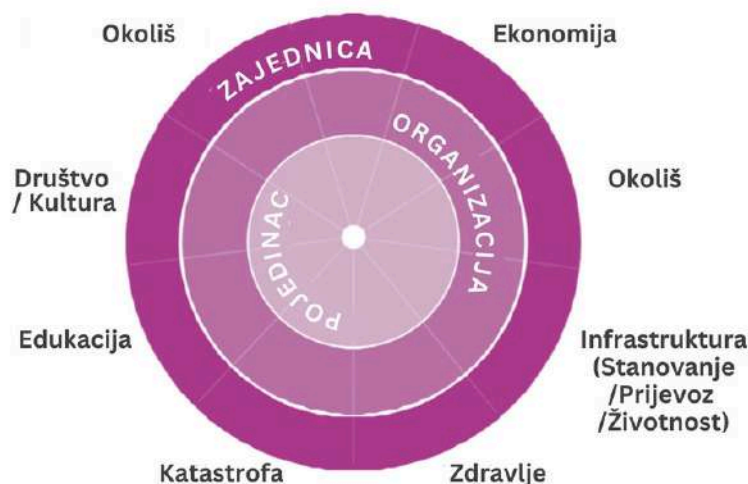 Okoliš
Ekonomija
ZAJEDNICA
ORGANIZACIJA
POJEDINAC
Društvo
/ Kultura
Okoliš
Edukacija
Infrastruktura
(Stanovanje
/Prijevoz
/Životnost)
Katastrofa
Zdravlje